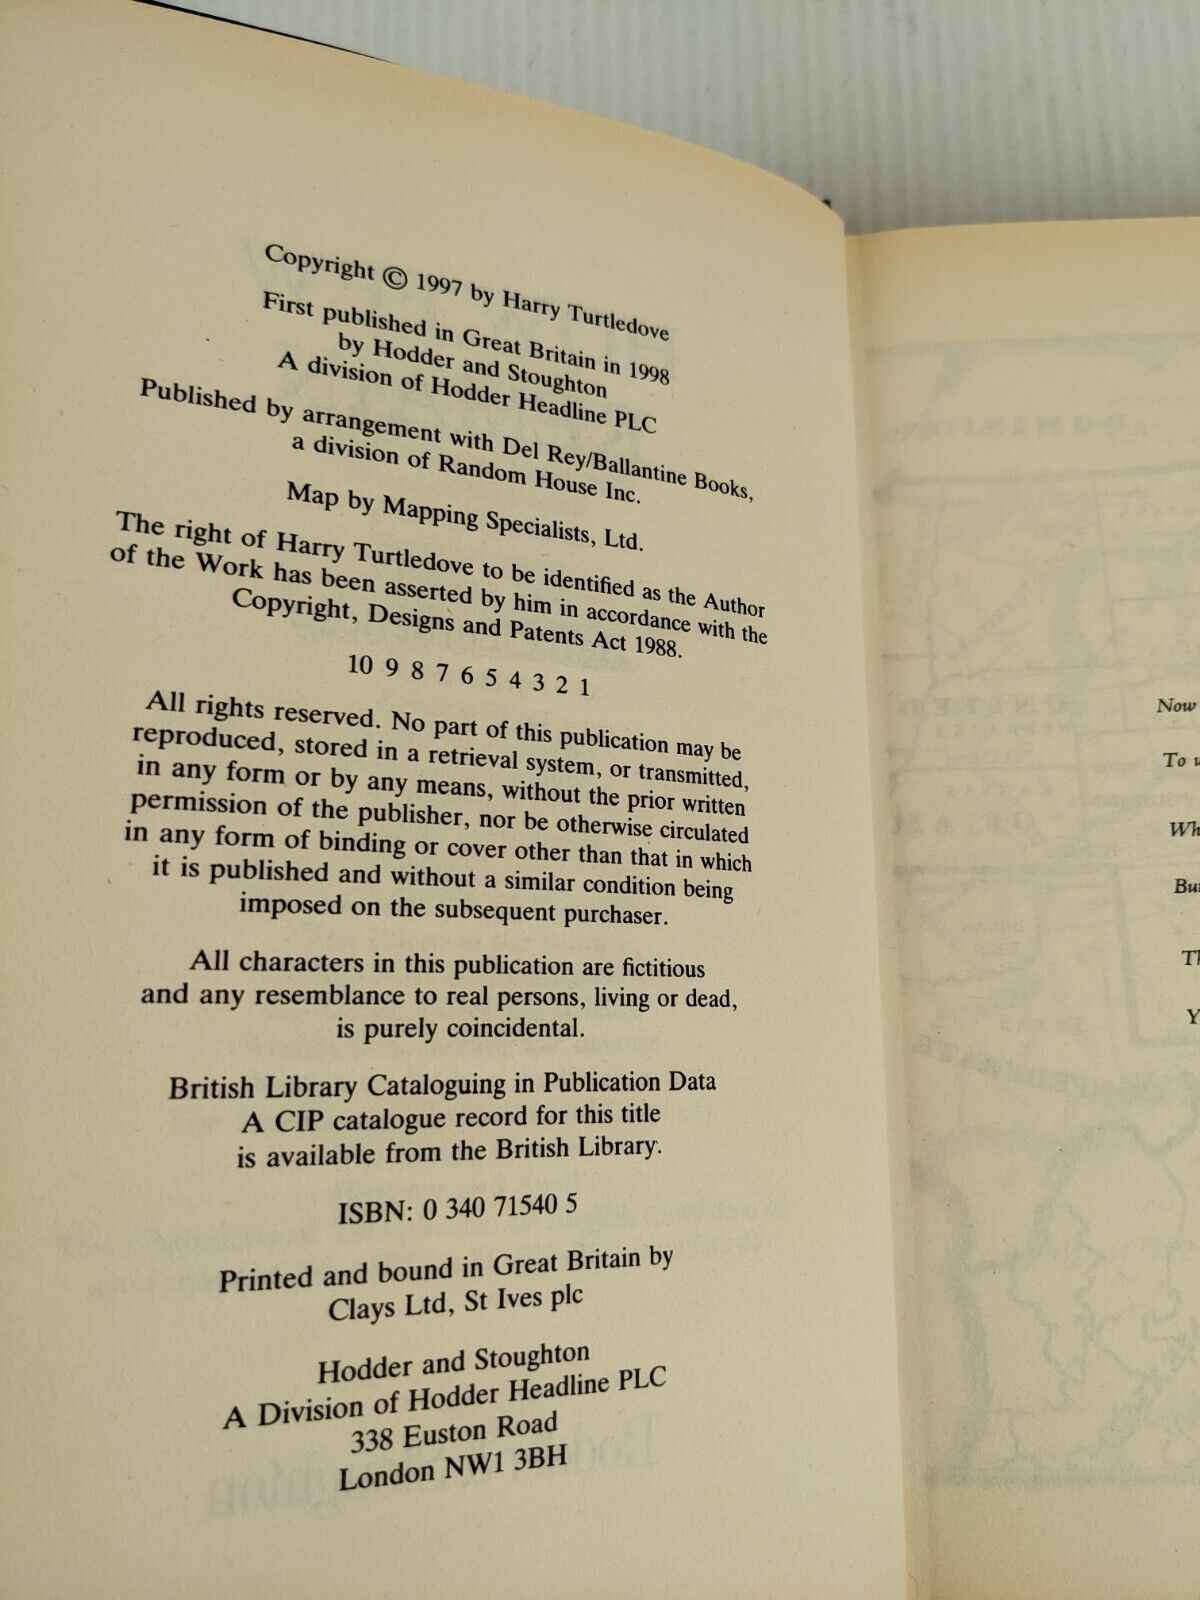 Copyright © 1997 by Harry Turtledove
First published in Great Britain in 1998
by Hodder and Stoughton
A division of Hodder Headline PLC
Published by arrangement with Del Rey/Ballantine Books,
a division of Random House Inc.
Map by Mapping Specialists, Ltd.
The right of Harry Turtledove to be identified as the Author
of the Work has been asserted by him in accordance with the
Copyright, Designs and Patents Act 1988.
10 9 8 7 6 5 4 3 2 1
All rights reserved. No part of this publication may be
reproduced, stored in a retrieval system, or transmitted,
in any form or by any means, without the prior written
permission of the publisher, nor be otherwise circulated
in any form of binding or cover other than that in which
it is published and without a similar condition being
imposed on the subsequent purchaser.
All characters in this publication are fictitious
and any resemblance to real persons, living or dead,
is purely coincidental.
British Library Cataloguing in Publication Data
A CIP catalogue record for this title
is available from the British Library.
ISBN: 0 340 71540 5
Printed and bound in Great Britain by
Clays Ltd, St Ives plc
Hodder and Stoughton
A Division of Hodder Headline PLC
338 Euston Road
London NW1 3BH
Now
To